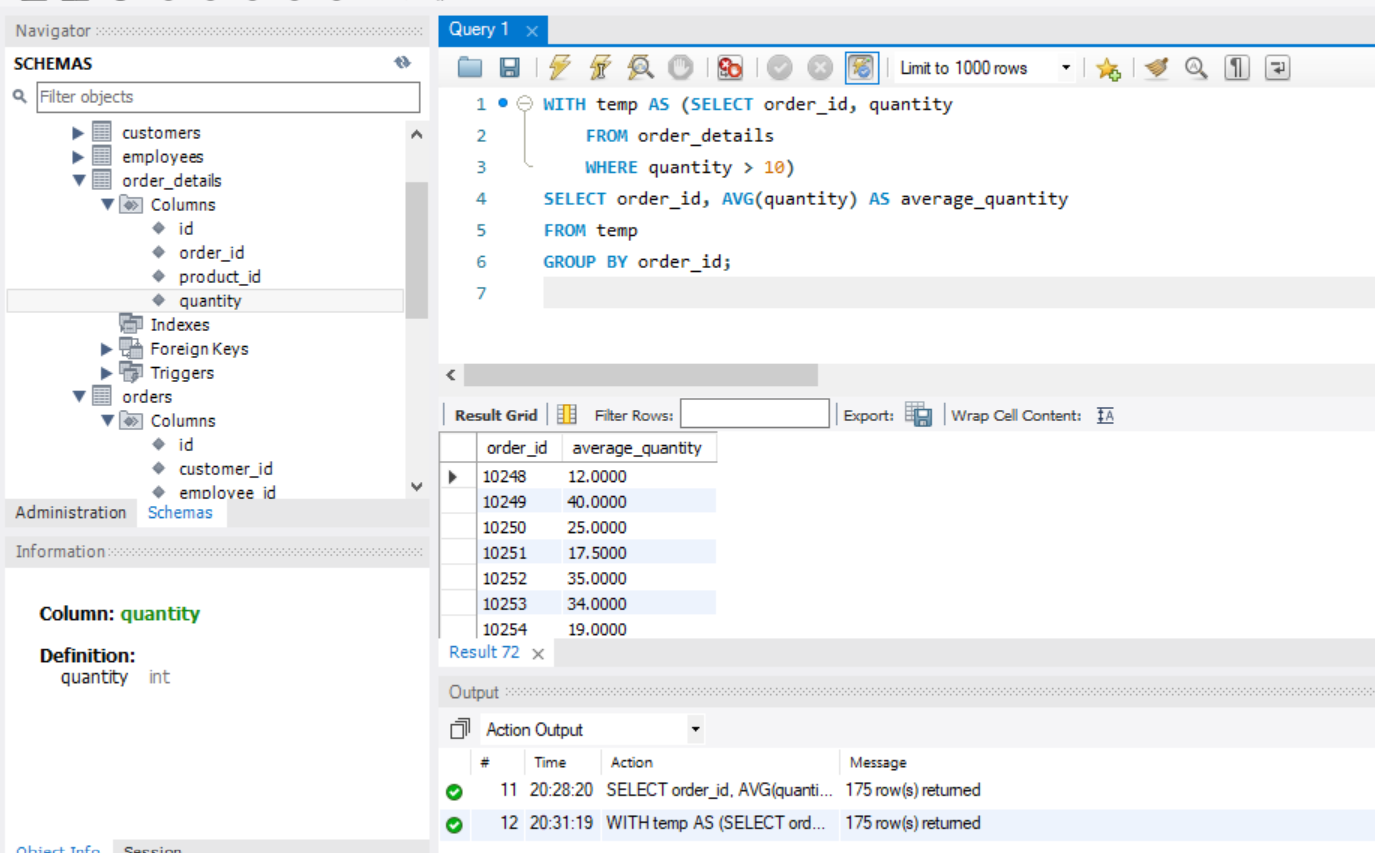 Navigator
SCHEMAS
Filter objects
customers
employees
order_details
Columns
id
order_id
product_id
quantity
Indexes
Foreign Keys
Triggers
orders
Columns
id
customer_id
employee_id
Administration Schemas
Information
Column: quantity
Definition:
quantity int
Object Info Session
Query 1
Limit to 1000 rows
1 WITH temp AS (SELECT order_id, quantity
2 FROM order_details
3 WHERE quantity > 10)
4 SELECT order_id, AVG(quantity) AS average_quantity
5 FROM temp
6 GROUP BY order_id;
7
Result Grid Filter Rows: Export: Wrap Cell Content:
order_id average_quantity
10248 12.0000
10249 40.0000
10250 25.0000
10251 17.5000
10252 35.0000
10253 34.0000
10254 19.0000
Result 72
Output
Action Output
# Time Action Message
11 20:28:20 SELECT order_id, AVG(quanti... 175 row(s) returned
12 20:31:19 WITH temp AS (SELECT ord... 175 row(s) returned